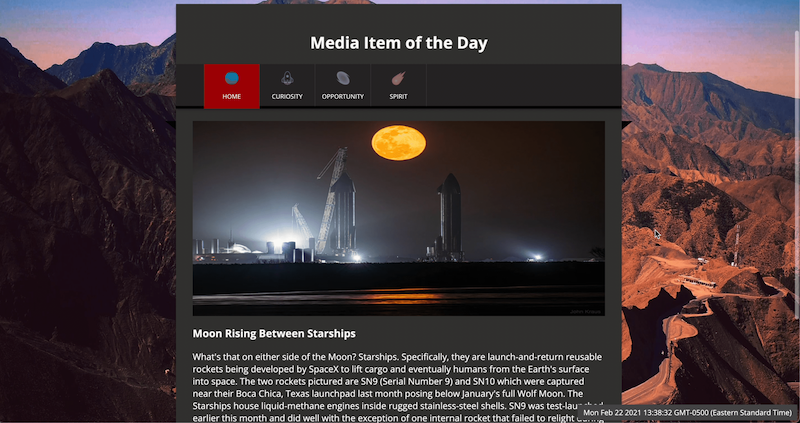 Media Item of the Day
HOME
CURIOSITY
OPPORTUNITY
SPIRIT
Moon Rising Between Starships
What's that on either side of the Moon? Starships. Specifically, they are launch-and-return reusable
rockets being developed by SpaceX to lift cargo and eventually humans from the Earth's surface
into space. The two rockets pictured are SN9 (Serial Number 9) and SN10 which were captured
near their Boca Chica, Texas launchpad last month posing below January's full Wolf Moon. The
Starships house liquid-methane engines inside rugged stainless-steel shells. SN9 was test-launched
earlier this month and did well with the exception of one internal rocket that failed to relight during
Mon Feb 22 2021 13:38:32 GMT-0500 (Eastern Standard Time)